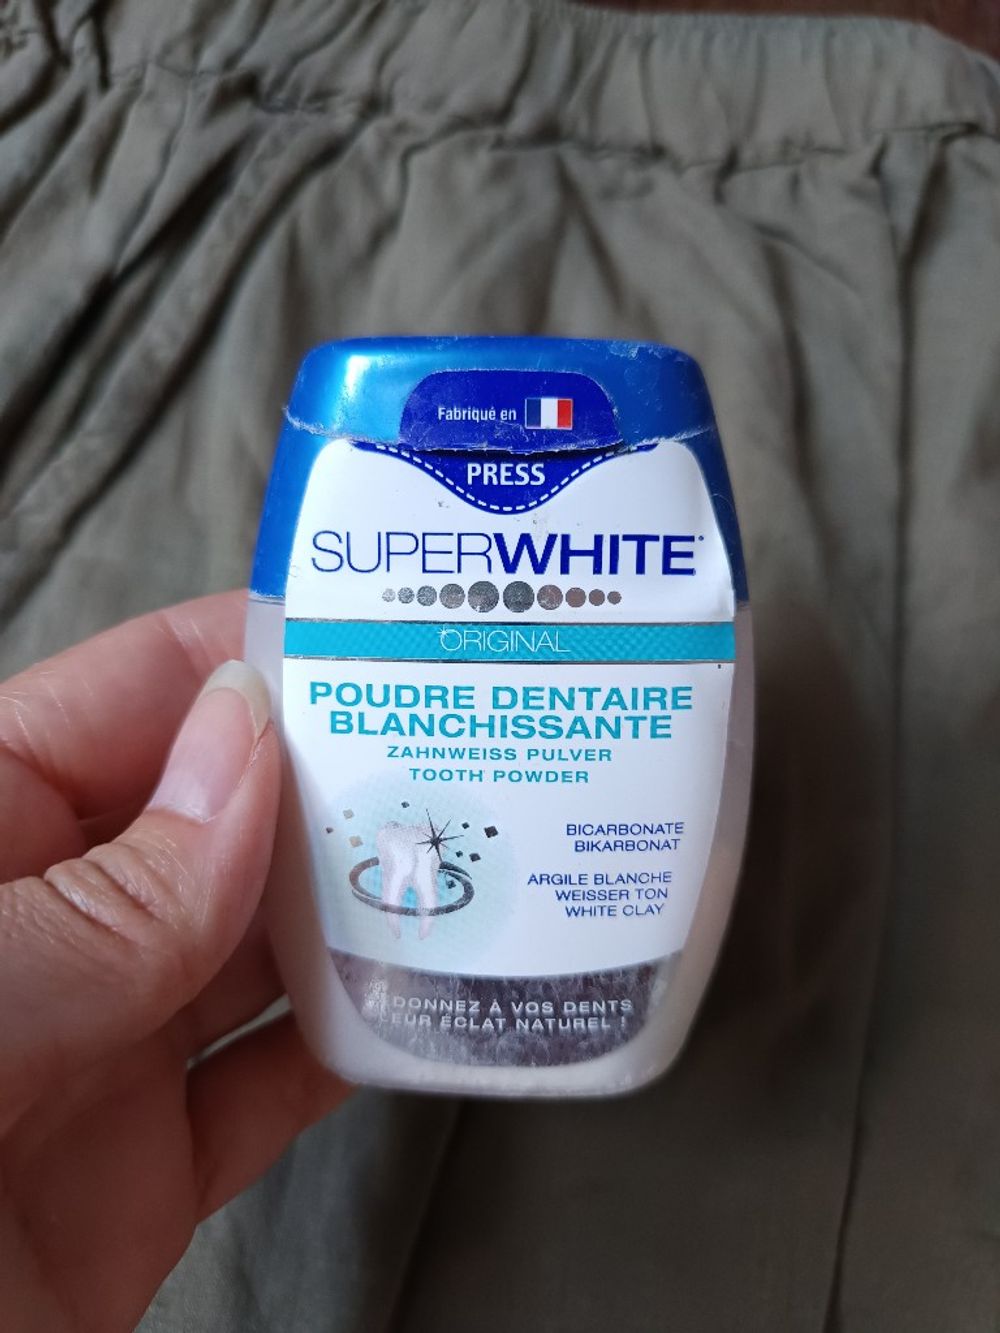 Fabriqué en
PRESS
SUPERWHITE
ORIGINAL
POUDRE DENTAIRE
BLANCHISSANTE
ZAHNWEISS PULVER
TOOTH POWDER
BICARBONATE
BIKARBONAT
ARGILE BLANCHE
WEISSER TON
WHITE CLAY
DONNEZ À VOS DENTS
EUR ÉCLAT NATUREL !